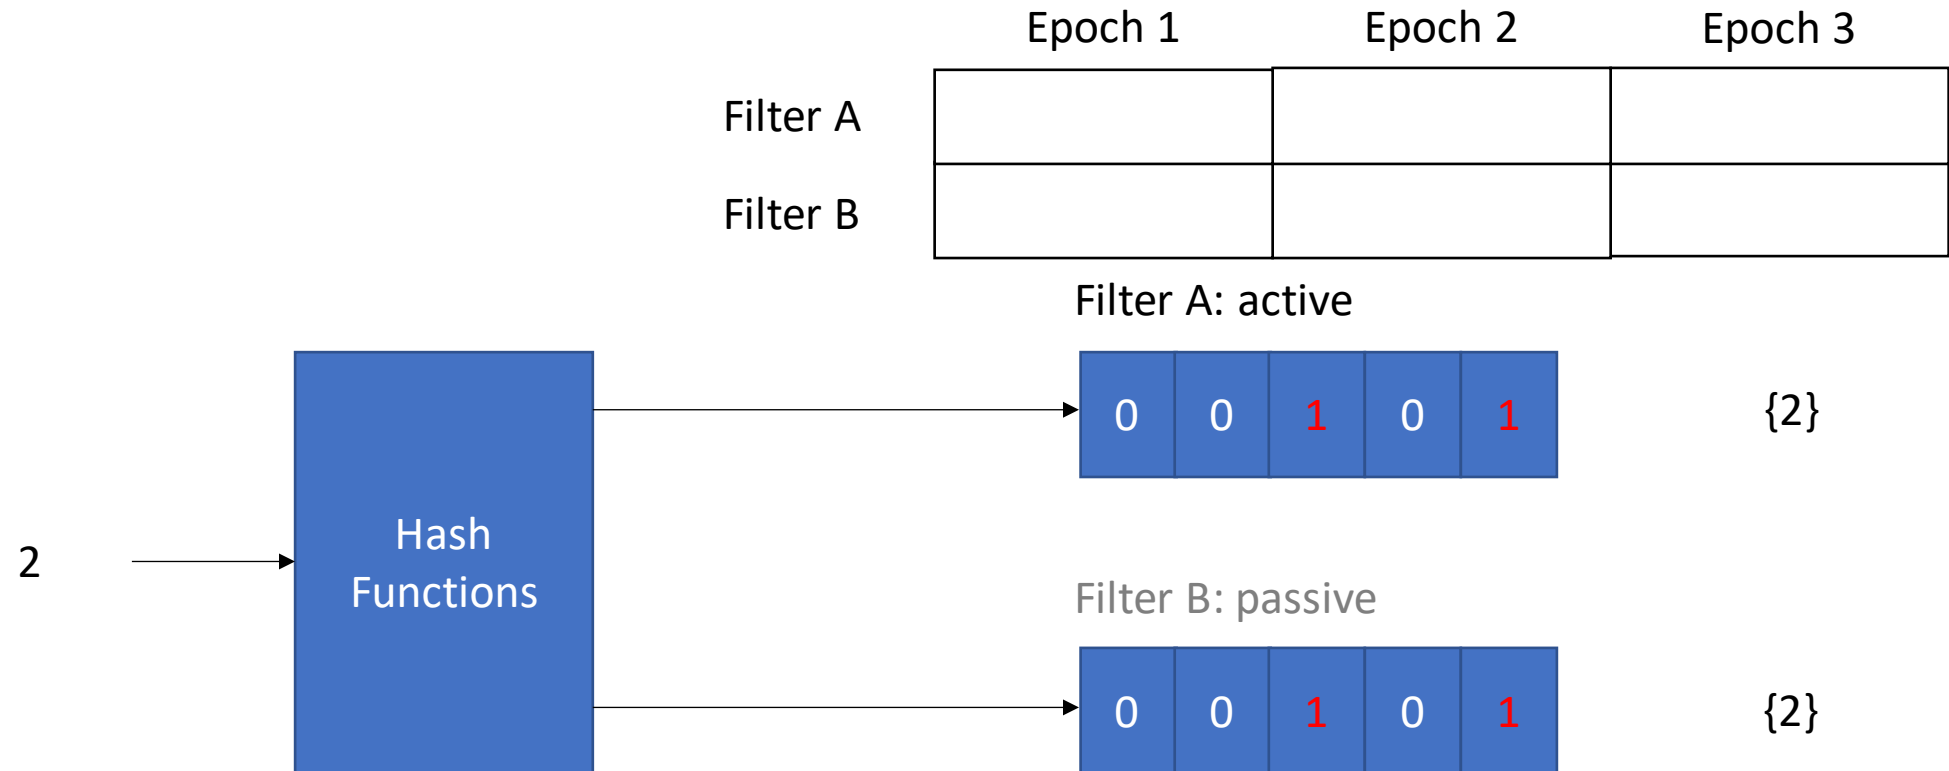 Epoch 1 Epoch 2 Epoch 3
Filter A
Filter B
Filter A: active
0 0 1 0 1 {2}
2
Hash
Functions
Filter B: passive
0 0 1 0 1 {2}